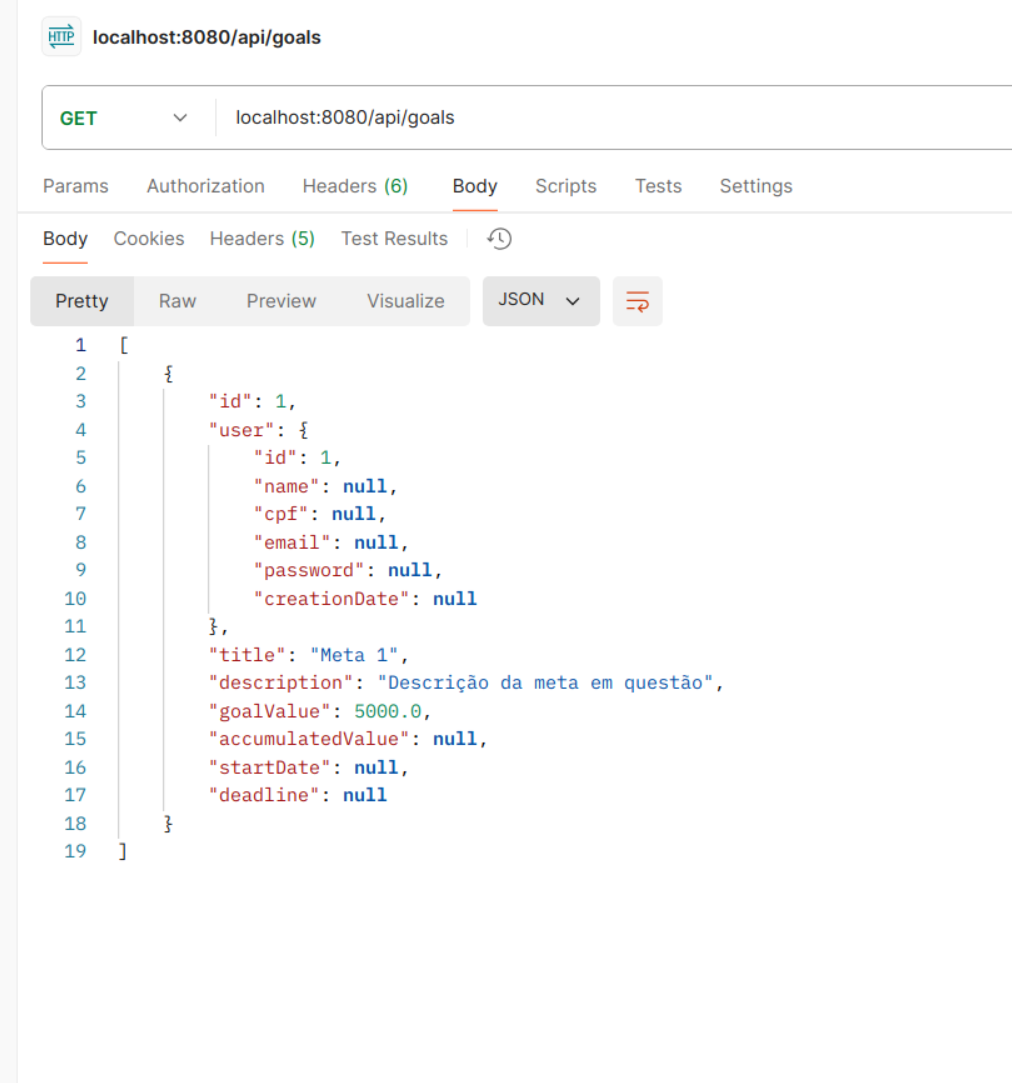 HTTP localhost:8080/api/goals
GET localhost:8080/api/goals
Params Authorization Headers (6) Body Scripts Tests Settings
Body Cookies Headers (5) Test Results
Pretty Raw Preview Visualize JSON
1 [
2 {
3 "id": 1,
4 "user": {
5 "id": 1,
6 "name": null,
7 "cpf": null,
8 "email": null,
9 "password": null,
10 "creationDate": null
11 },
12 "title": "Meta 1",
13 "description": "Descrição da meta em questão",
14 "goalValue": 5000.0,
15 "accumulatedValue": null,
16 "startDate": null,
17 "deadline": null
18 }
19 ]